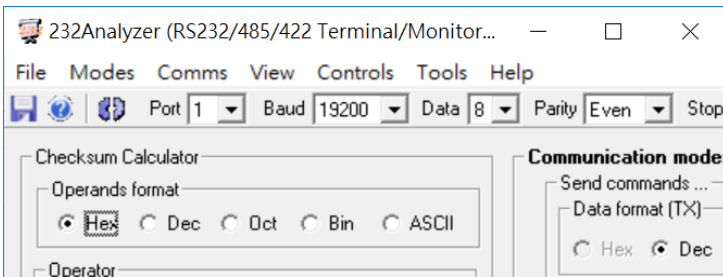 232Analyzer (RS232/485/422 Terminal/Monitor...
File Modes Comms View Controls Tools Help
Port 1 Baud 19200 Data 8 Parity Even Stop
Checksum Calculator
Operands format
Hex Dec Oct Bin ASCII
Operator
Communication mode
Send commands ...
Data format (TX)
Hex Dec